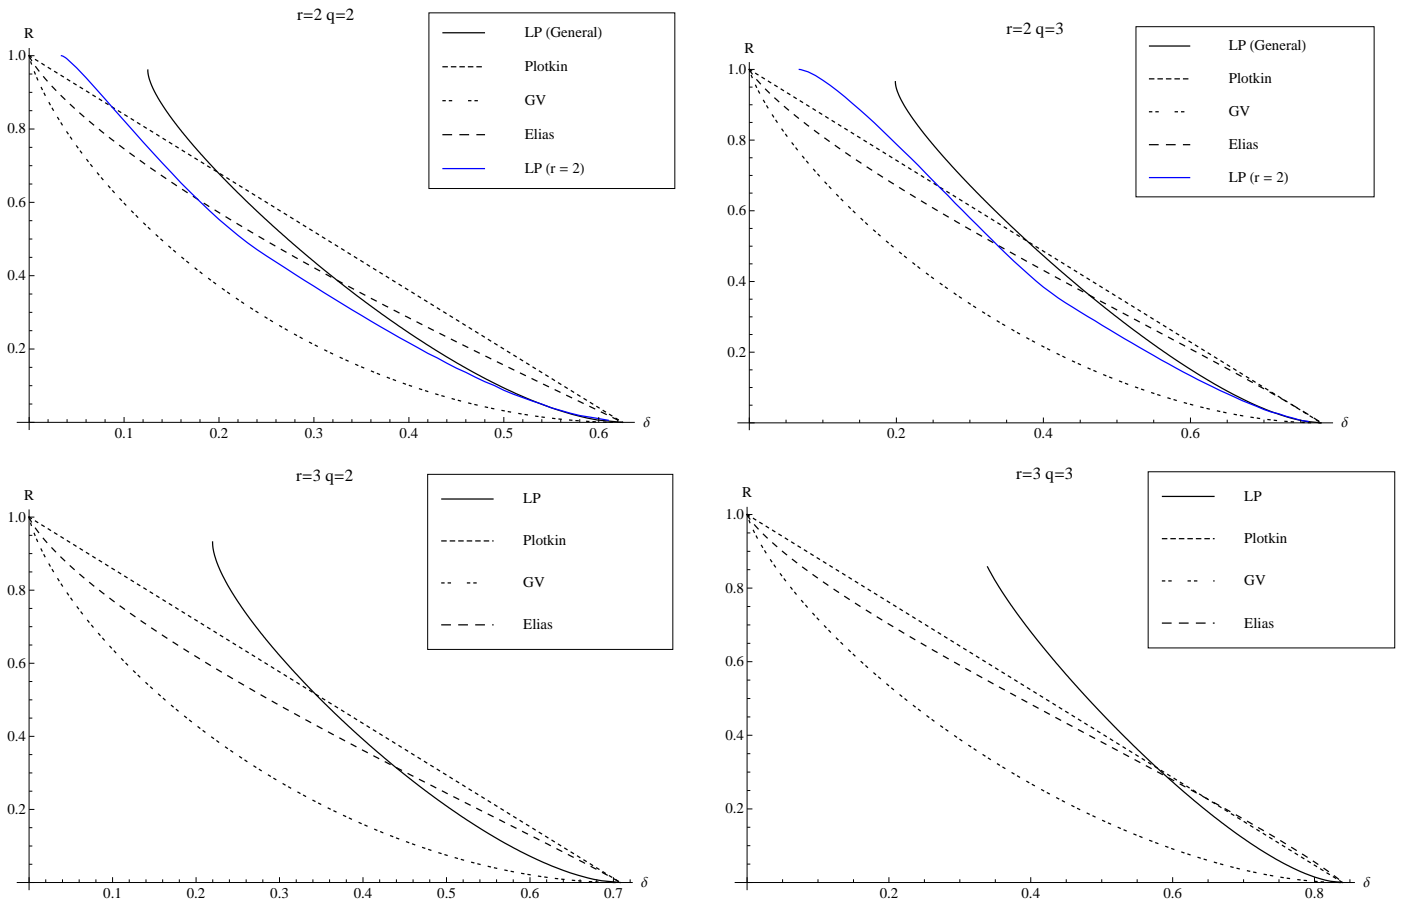 r=2 q=2
R
1.0
0.8
0.6
0.4
0.2
0.1 0.2 0.3 0.4 0.5 0.6 δ
LP (General)
Plotkin
GV
Elias
LP (r = 2)
r=2 q=3
R
1.0
0.8
0.6
0.4
0.2
0.2 0.4 0.6 δ
LP (General)
Plotkin
GV
Elias
LP (r = 2)
r=3 q=2
R
1.0
0.8
0.6
0.4
0.2
0.1 0.2 0.3 0.4 0.5 0.6 0.7 δ
LP
Plotkin
GV
Elias
r=3 q=3
R
1.0
0.8
0.6
0.4
0.2
0.2 0.4 0.6 0.8 δ
LP
Plotkin
GV
Elias